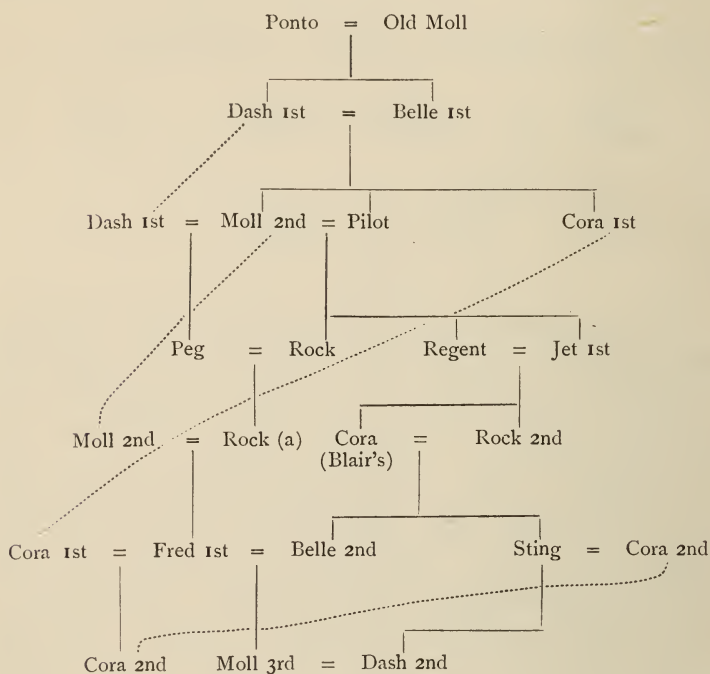 Ponto = Old Moll
Dash 1st = Belle 1st
Dash 1st = Moll 2nd = Pilot Cora 1st
Peg = Rock Regent = Jet 1st
Moll 2nd = Rock (a) Cora = Rock 2nd
(Blair's)
Cora 1st = Fred 1st = Belle 2nd Sting = Cora 2nd
Cora 2nd Moll 3rd = Dash 2nd